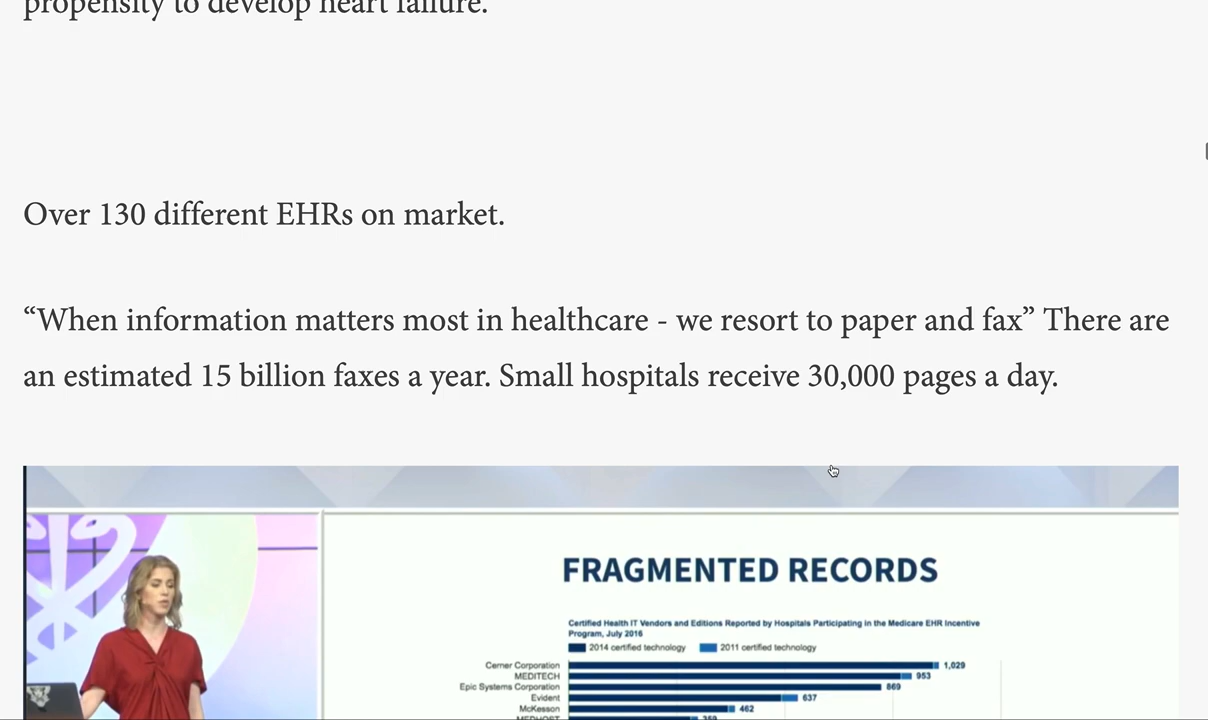 propensity to develop heart failure.
Over 130 different EHRs on market.
“When information matters most in healthcare - we resort to paper and fax” There are
an estimated 15 billion faxes a year. Small hospitals receive 30,000 pages a day.
FRAGMENTED RECORDS
Certified Health IT Vendors and Editions Reported by Hospitals Participating in the Medicare EHR Incentive
Program, July 2016
2014 certified technology 2011 certified technology
Cerner Corporation 1,029
MEDITECH 953
Epic Systems Corporation 869
Evident 637
McKesson 462
MEDHOST 359